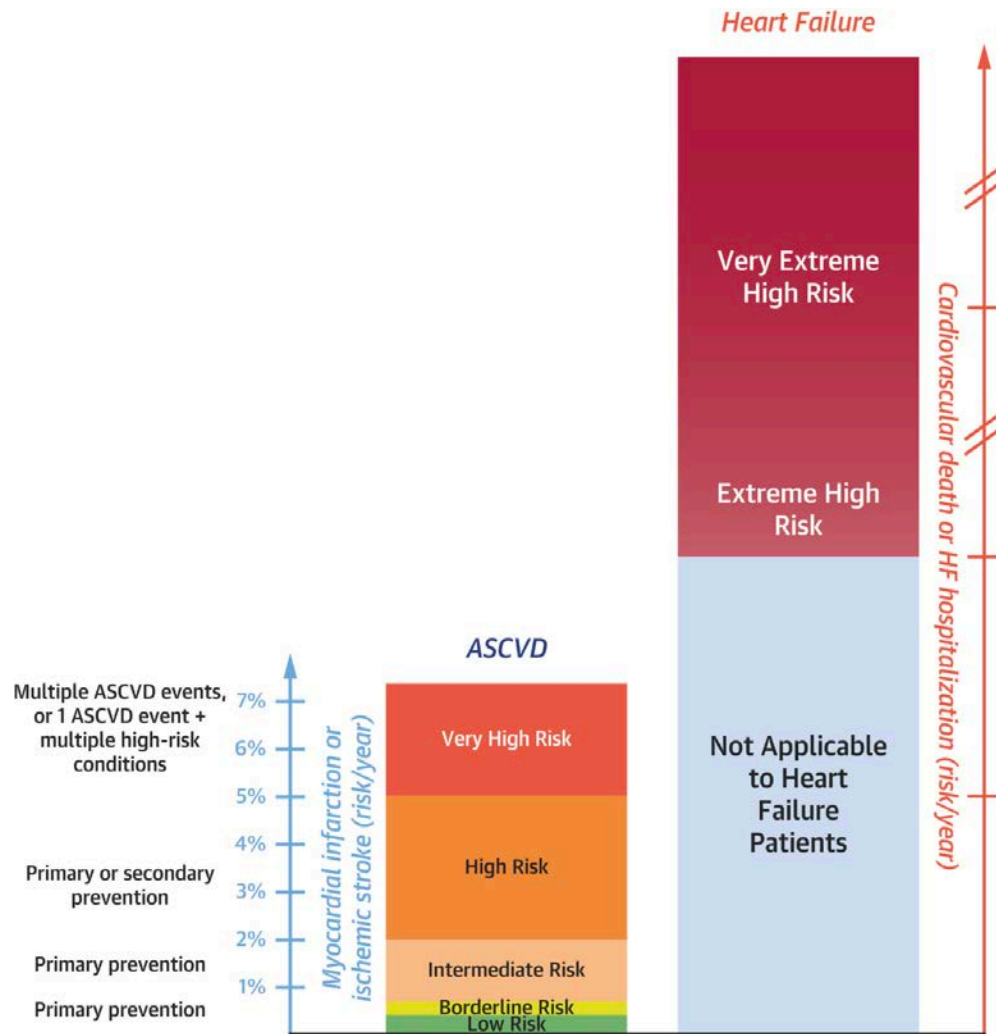 Heart Failure
Very Extreme
High Risk
Extreme High
Risk
Not Applicable
to Heart
Failure
Patients
Cardiovascular death or HF hospitalization (risk/year)
ASCVD
Very High Risk
High Risk
Intermediate Risk
Borderline Risk
Low Risk
Myocardial infarction or
ischemic stroke (risk/year)
7%
6%
5%
4%
3%
2%
1%
Multiple ASCVD events,
or 1 ASCVD event +
multiple high-risk
conditions
Primary or secondary
prevention
Primary prevention
Primary prevention